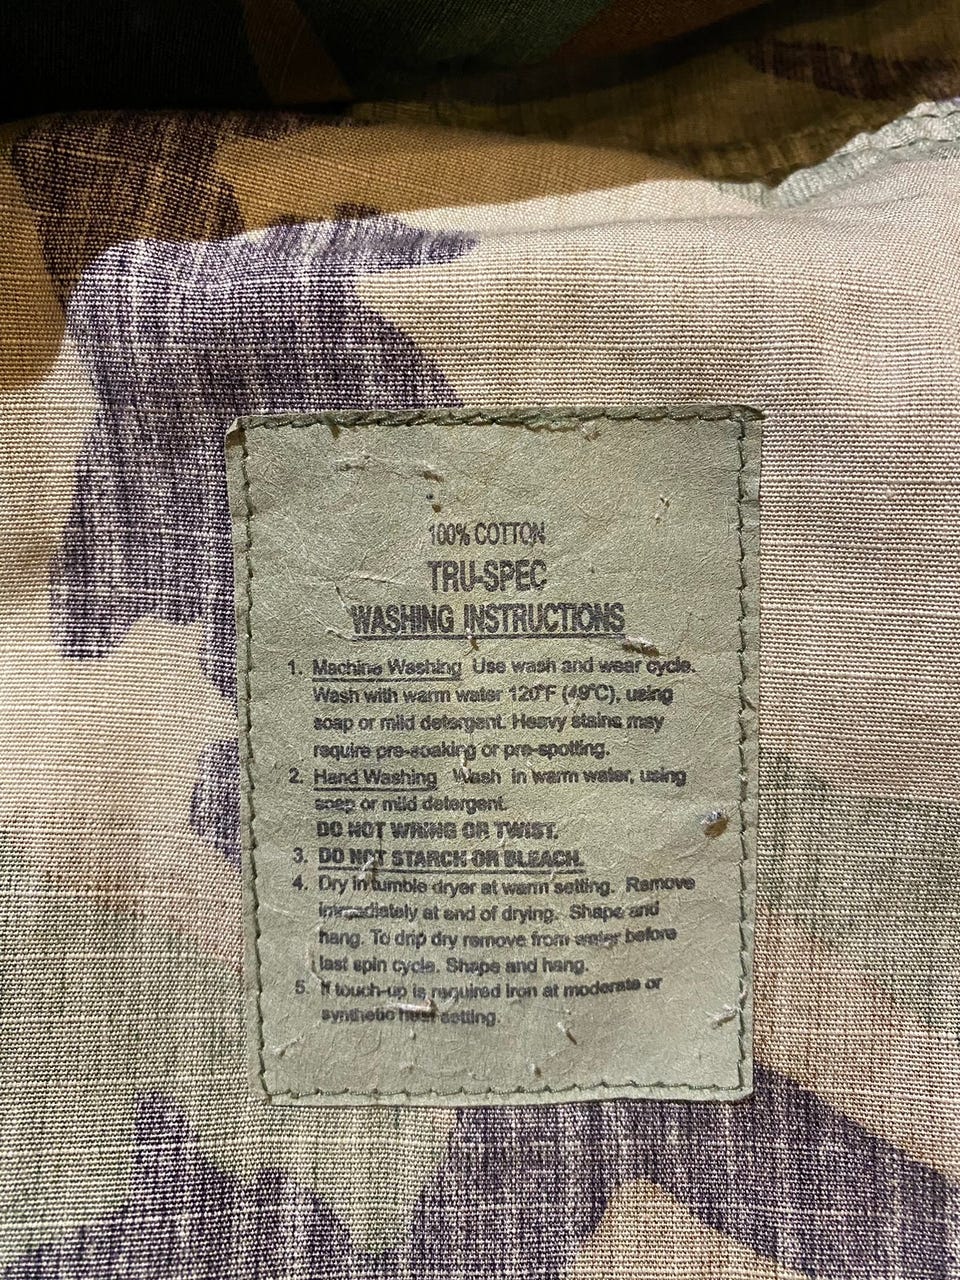 100% COTTON
TRU-SPEC
WASHING INSTRUCTIONS
1. Machine Washing Use wash and wear cycle.
Wash with warm water 120°F (49°C), using
soap or mild detergent. Heavy stains may
require pre-soaking or pre-spotting.
2. Hand Washing Wash in warm water, using
soap or mild detergent.
DO NOT WRING OR TWIST.
3. DO NOT STARCH OR BLEACH.
4. Dry in tumble dryer at warm setting. Remove
immediately at end of drying. Shape and
hang. To drip dry remove from water before
last spin cycle. Shape and hang.
5. If touch-up is required iron at moderate or
synthetic heat setting.